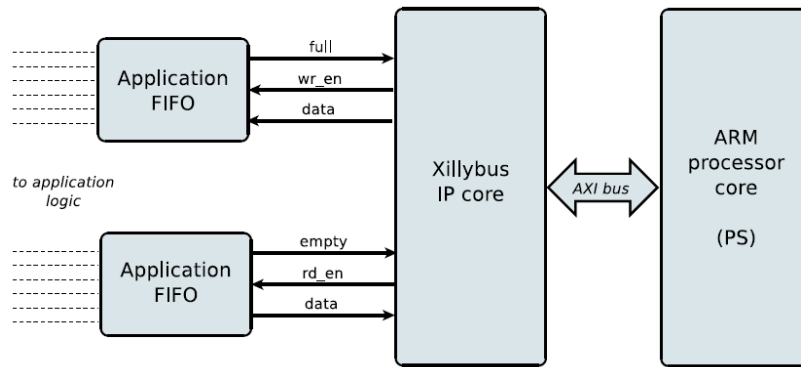 Application
FIFO
full
wr_en
data
Xillybus
IP core
AXI bus
ARM
processor
core
(PS)
to application
logic
Application
FIFO
empty
rd_en
data